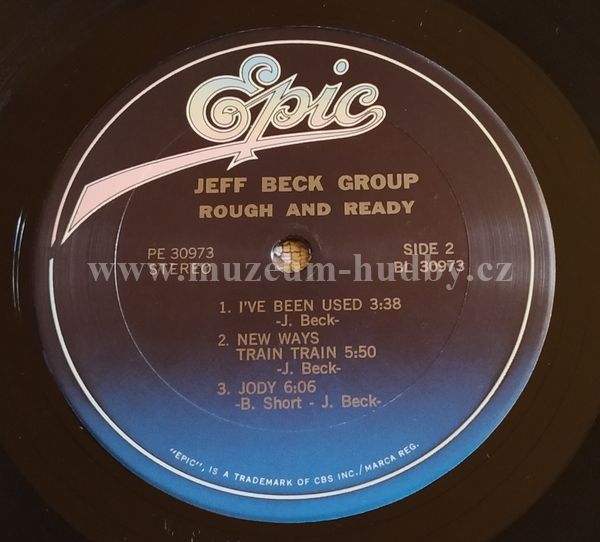 Epic
JEFF BECK GROUP
ROUGH AND READY
PE 30973
STEREO
SIDE 2
BL 30973
www.muzeum-hudby.cz
1. I'VE BEEN USED 3:38
-J. Beck-
2. NEW WAYS
TRAIN TRAIN 5:50
-J. Beck-
3. JODY 6:06
-B. Short - J. Beck-
"EPIC", IS A TRADEMARK OF CBS INC./MARCA REG.